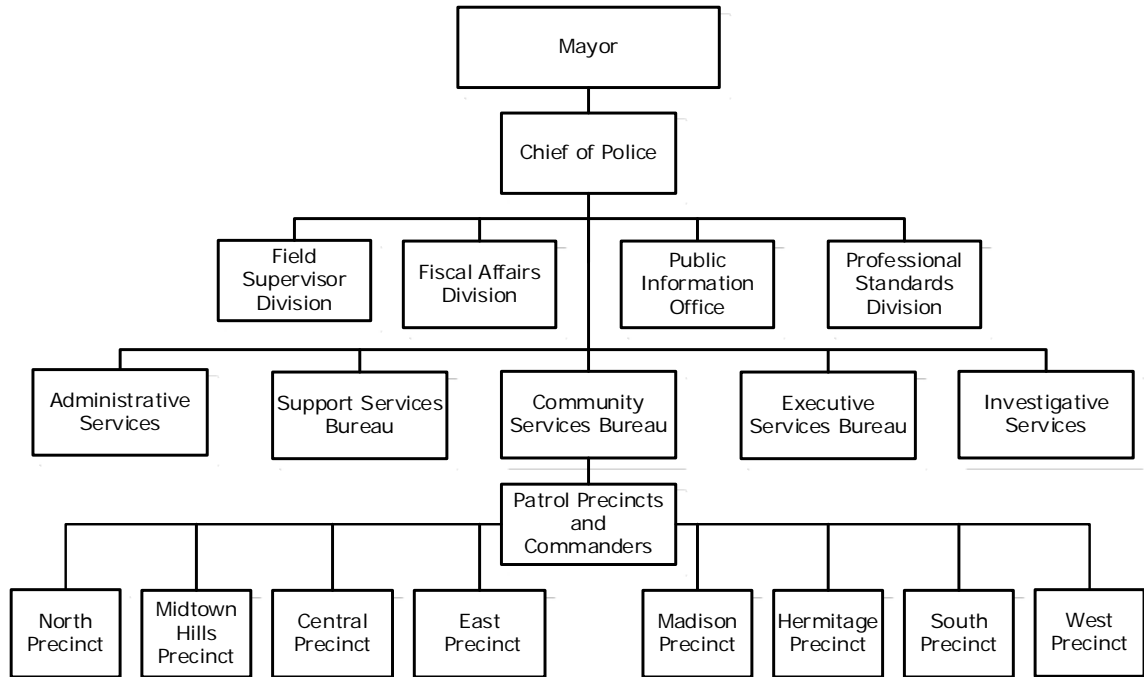 Mayor
Chief of Police
Field
Supervisor
Division
Fiscal Affairs
Division
Public
Information
Office
Professional
Standards
Division
Administrative
Services
Support Services
Bureau
Community
Services Bureau
Executive
Services Bureau
Investigative
Services
Patrol Precincts
and
Commanders
North
Precinct
Midtown
Hills
Precinct
Central
Precinct
East
Precinct
Madison
Precinct
Hermitage
Precinct
South
Precinct
West
Precinct